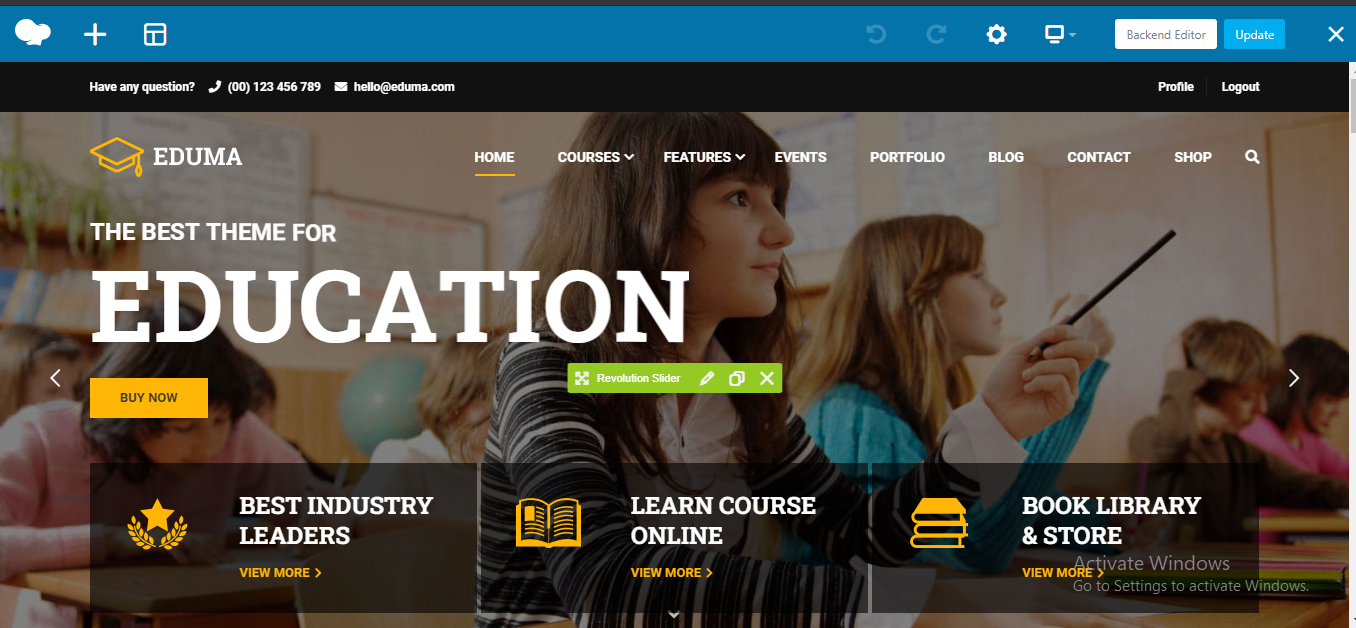 Backend Editor
Update
Have any question? (00) 123 456 789 hello@eduma.com
Profile
Logout
EDUMA
HOME COURSES FEATURES EVENTS PORTFOLIO BLOG CONTACT SHOP
THE BEST THEME FOR
EDUCATION
Revolution Slider
BUY NOW
BEST INDUSTRY
LEADERS
VIEW MORE
LEARN COURSE
ONLINE
VIEW MORE
BOOK LIBRARY
& STORE
VIEW MORE
Activate Windows
Go to Settings to activate Windows.